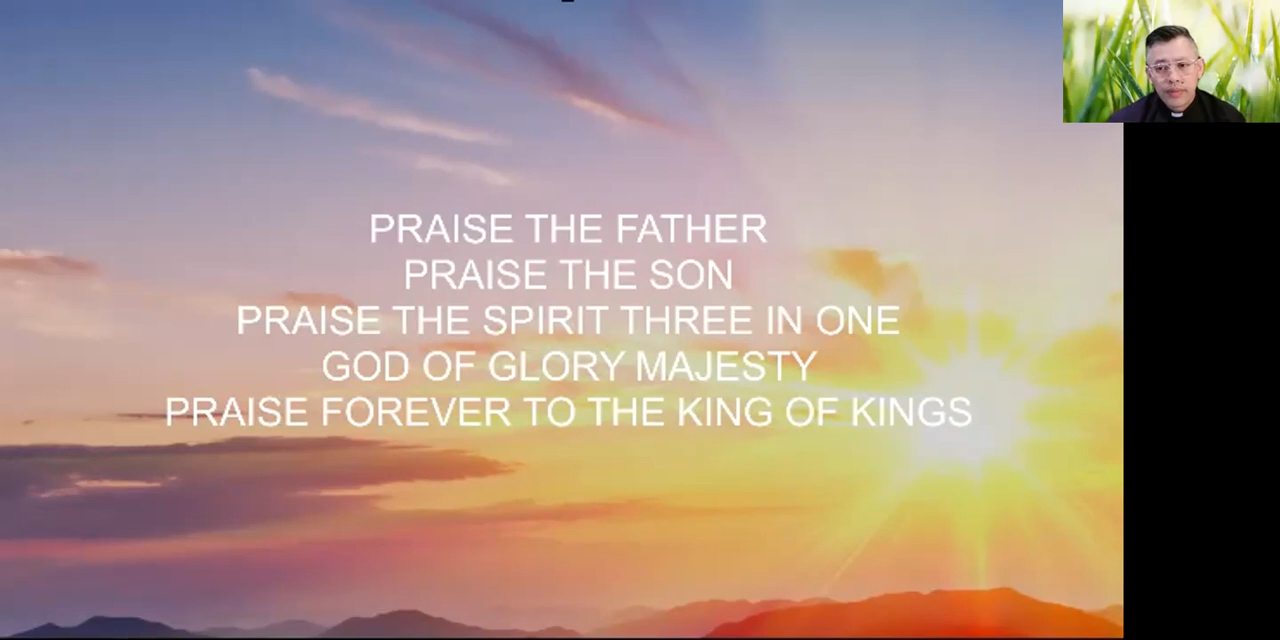 PRAISE THE FATHER
PRAISE THE SON
PRAISE THE SPIRIT THREE IN ONE
GOD OF GLORY MAJESTY
PRAISE FOREVER TO THE KING OF KINGS